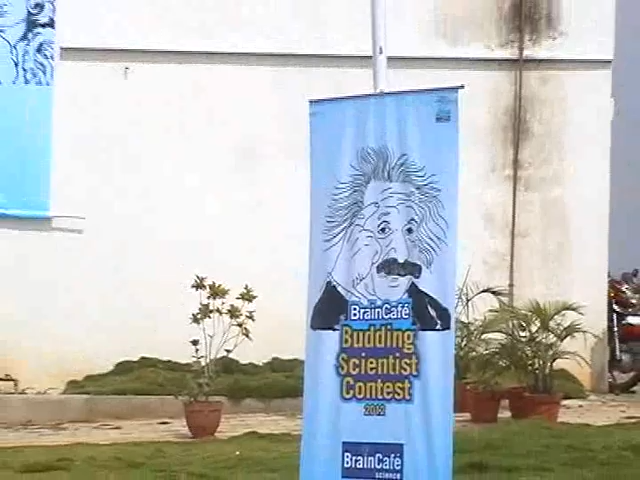 BrainCafé
Budding
Scientist
Contest
2012
BrainCafé
science